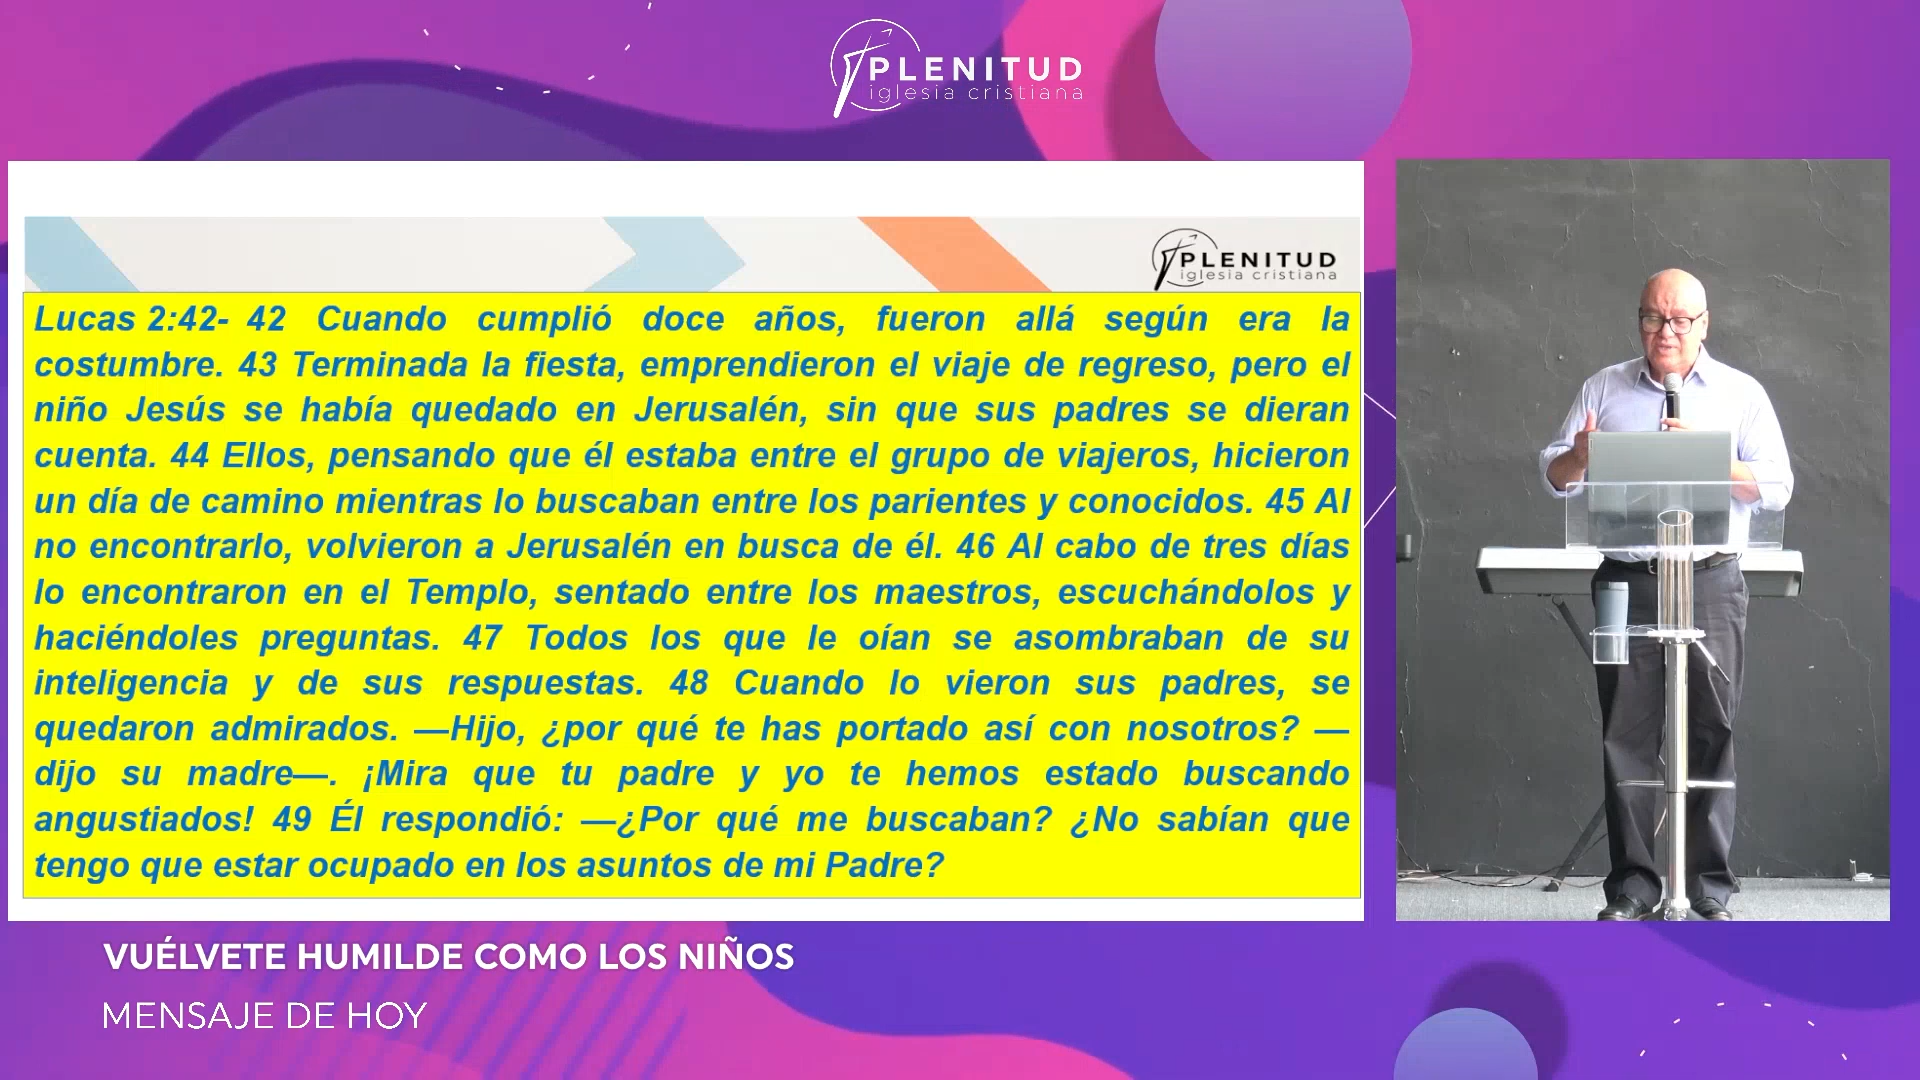 PLENITUD
iglesia cristiana
PLENITUD
iglesia cristiana
Lucas 2:42- 42 Cuando cumplió doce años, fueron allá según era la
costumbre. 43 Terminada la fiesta, emprendieron el viaje de regreso, pero el
niño Jesús se había quedado en Jerusalén, sin que sus padres se dieran
cuenta. 44 Ellos, pensando que él estaba entre el grupo de viajeros, hicieron
un día de camino mientras lo buscaban entre los parientes y conocidos. 45 Al
no encontrarlo, volvieron a Jerusalén en busca de él. 46 Al cabo de tres días
lo encontraron en el Templo, sentado entre los maestros, escuchándolos y
haciéndoles preguntas. 47 Todos los que le oían se asombraban de su
inteligencia y de sus respuestas. 48 Cuando lo vieron sus padres, se
quedaron admirados. —Hijo, ¿por qué te has portado así con nosotros? —
dijo su madre—. ¡Mira que tu padre y yo te hemos estado buscando
angustiados! 49 Él respondió: —¿Por qué me buscaban? ¿No sabían que
tengo que estar ocupado en los asuntos de mi Padre?
VUÉLVETE HUMILDE COMO LOS NIÑOS
MENSAJE DE HOY